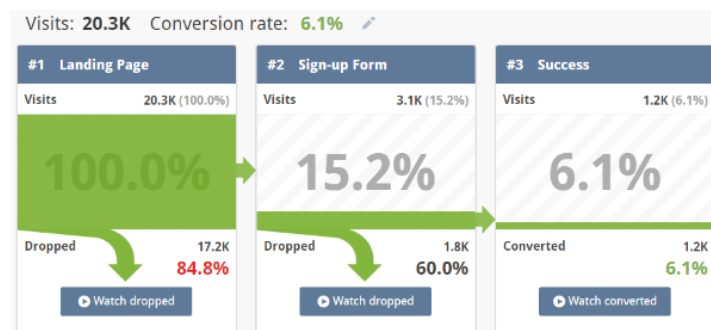 Visits: 20.3K Conversion rate: 6.1%
#1 Landing Page
Visits 20.3K (100.0%)
100.0%
Dropped 17.2K
84.8%
Watch dropped
#2 Sign-up Form
Visits 3.1K (15.2%)
15.2%
Dropped 1.8K
60.0%
Watch dropped
#3 Success
Visits 1.2K (6.1%)
6.1%
Converted 1.2K
6.1%
Watch converted